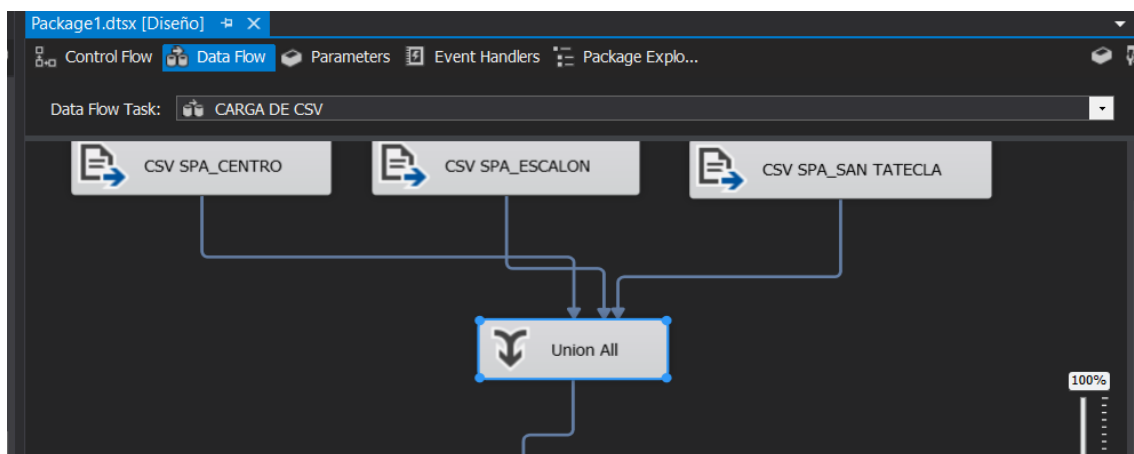 Package1.dtsx [Diseño]
Control Flow Data Flow Parameters Event Handlers Package Explo...
Data Flow Task: CARGA DE CSV
CSV SPA_CENTRO CSV SPA_ESCALON CSV SPA_SAN TATECLA
Union All
100%